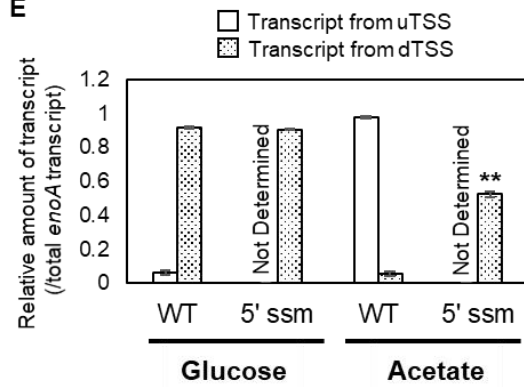 E
Transcript from uTSS
Transcript from dTSS
Relative amount of transcript
(/total enoA transcript)
1.2
1
0.8
0.6
0.4
0.2
0
Not Determined
Not Determined
**
WT 5' ssm WT 5' ssm
Glucose Acetate